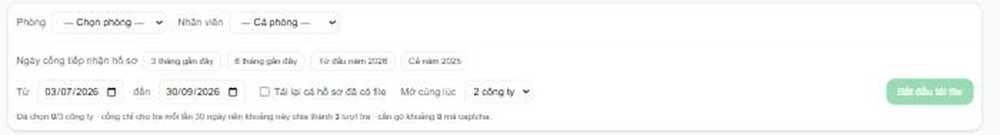 Phòng — Chọn phòng — Nhân viên — Cả phòng —
Ngày cổng tiếp nhận hồ sơ 3 tháng gần đây 6 tháng gần đây Từ đầu năm 2026 Cả năm 2025
Từ 03/07/2026 đến 30/09/2026 Tải lại cả hồ sơ đã có file Mở cùng lúc 2 công ty Bắt đầu tải file
Đã chọn 0/3 công ty · cổng chỉ cho tra mỗi lần 30 ngày nên khoảng này chia thành 3 lượt tra · cần gõ khoảng 0 mã captcha.